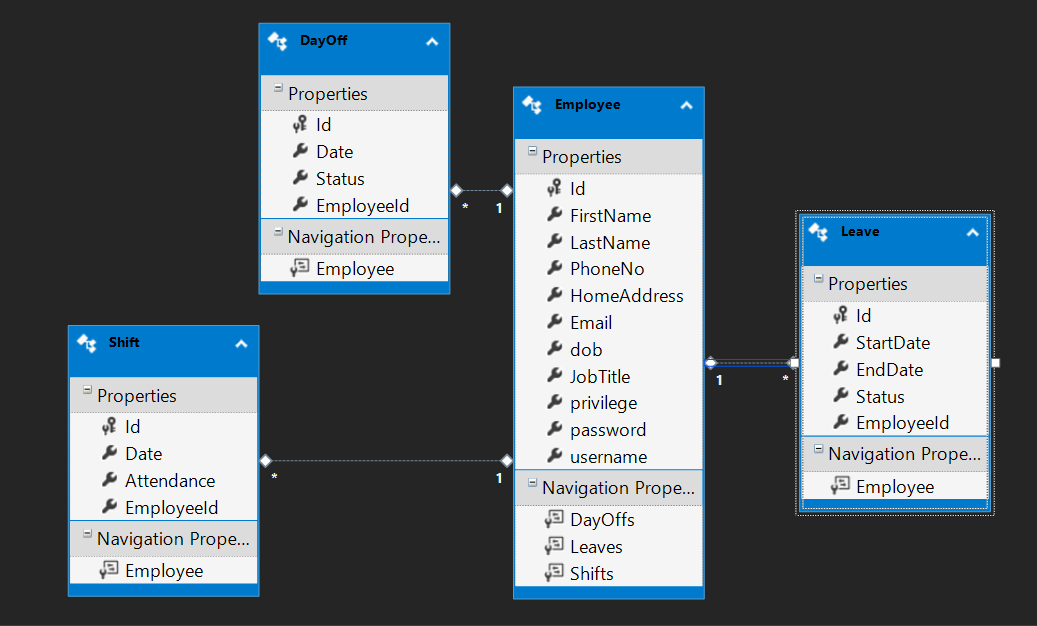 DayOff
Properties
Id
Date
Status
EmployeeId
Navigation Prope...
Employee
* 1
Employee
Properties
Id
FirstName
LastName
PhoneNo
HomeAddress
Email
dob
JobTitle
privilege
password
username
Navigation Prope...
DayOffs
Leaves
Shifts
1 *
Leave
Properties
Id
StartDate
EndDate
Status
EmployeeId
Navigation Prope...
Employee
Shift
Properties
Id
Date
Attendance
EmployeeId
Navigation Prope...
Employee
* 1